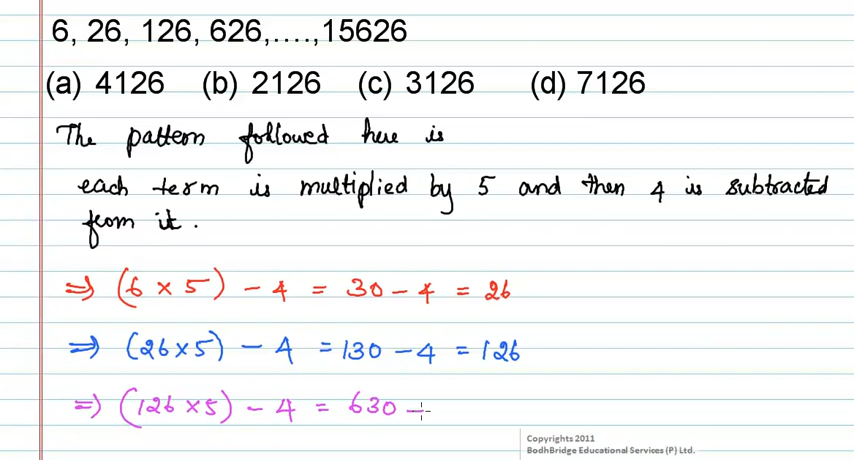 6, 26, 126, 626,....,15626
(a) 4126 (b) 2126 (c) 3126 (d) 7126
The pattern followed here is
each term is multiplied by 5 and then 4 is subtracted
from it.
⇒ (6 × 5) - 4 = 30 - 4 = 26
⇒ (26 × 5) - 4 = 130 - 4 = 126
⇒ (126 × 5) - 4 = 630 -
Copyrights 2011
BodhBridge Educational Services (P) Ltd.